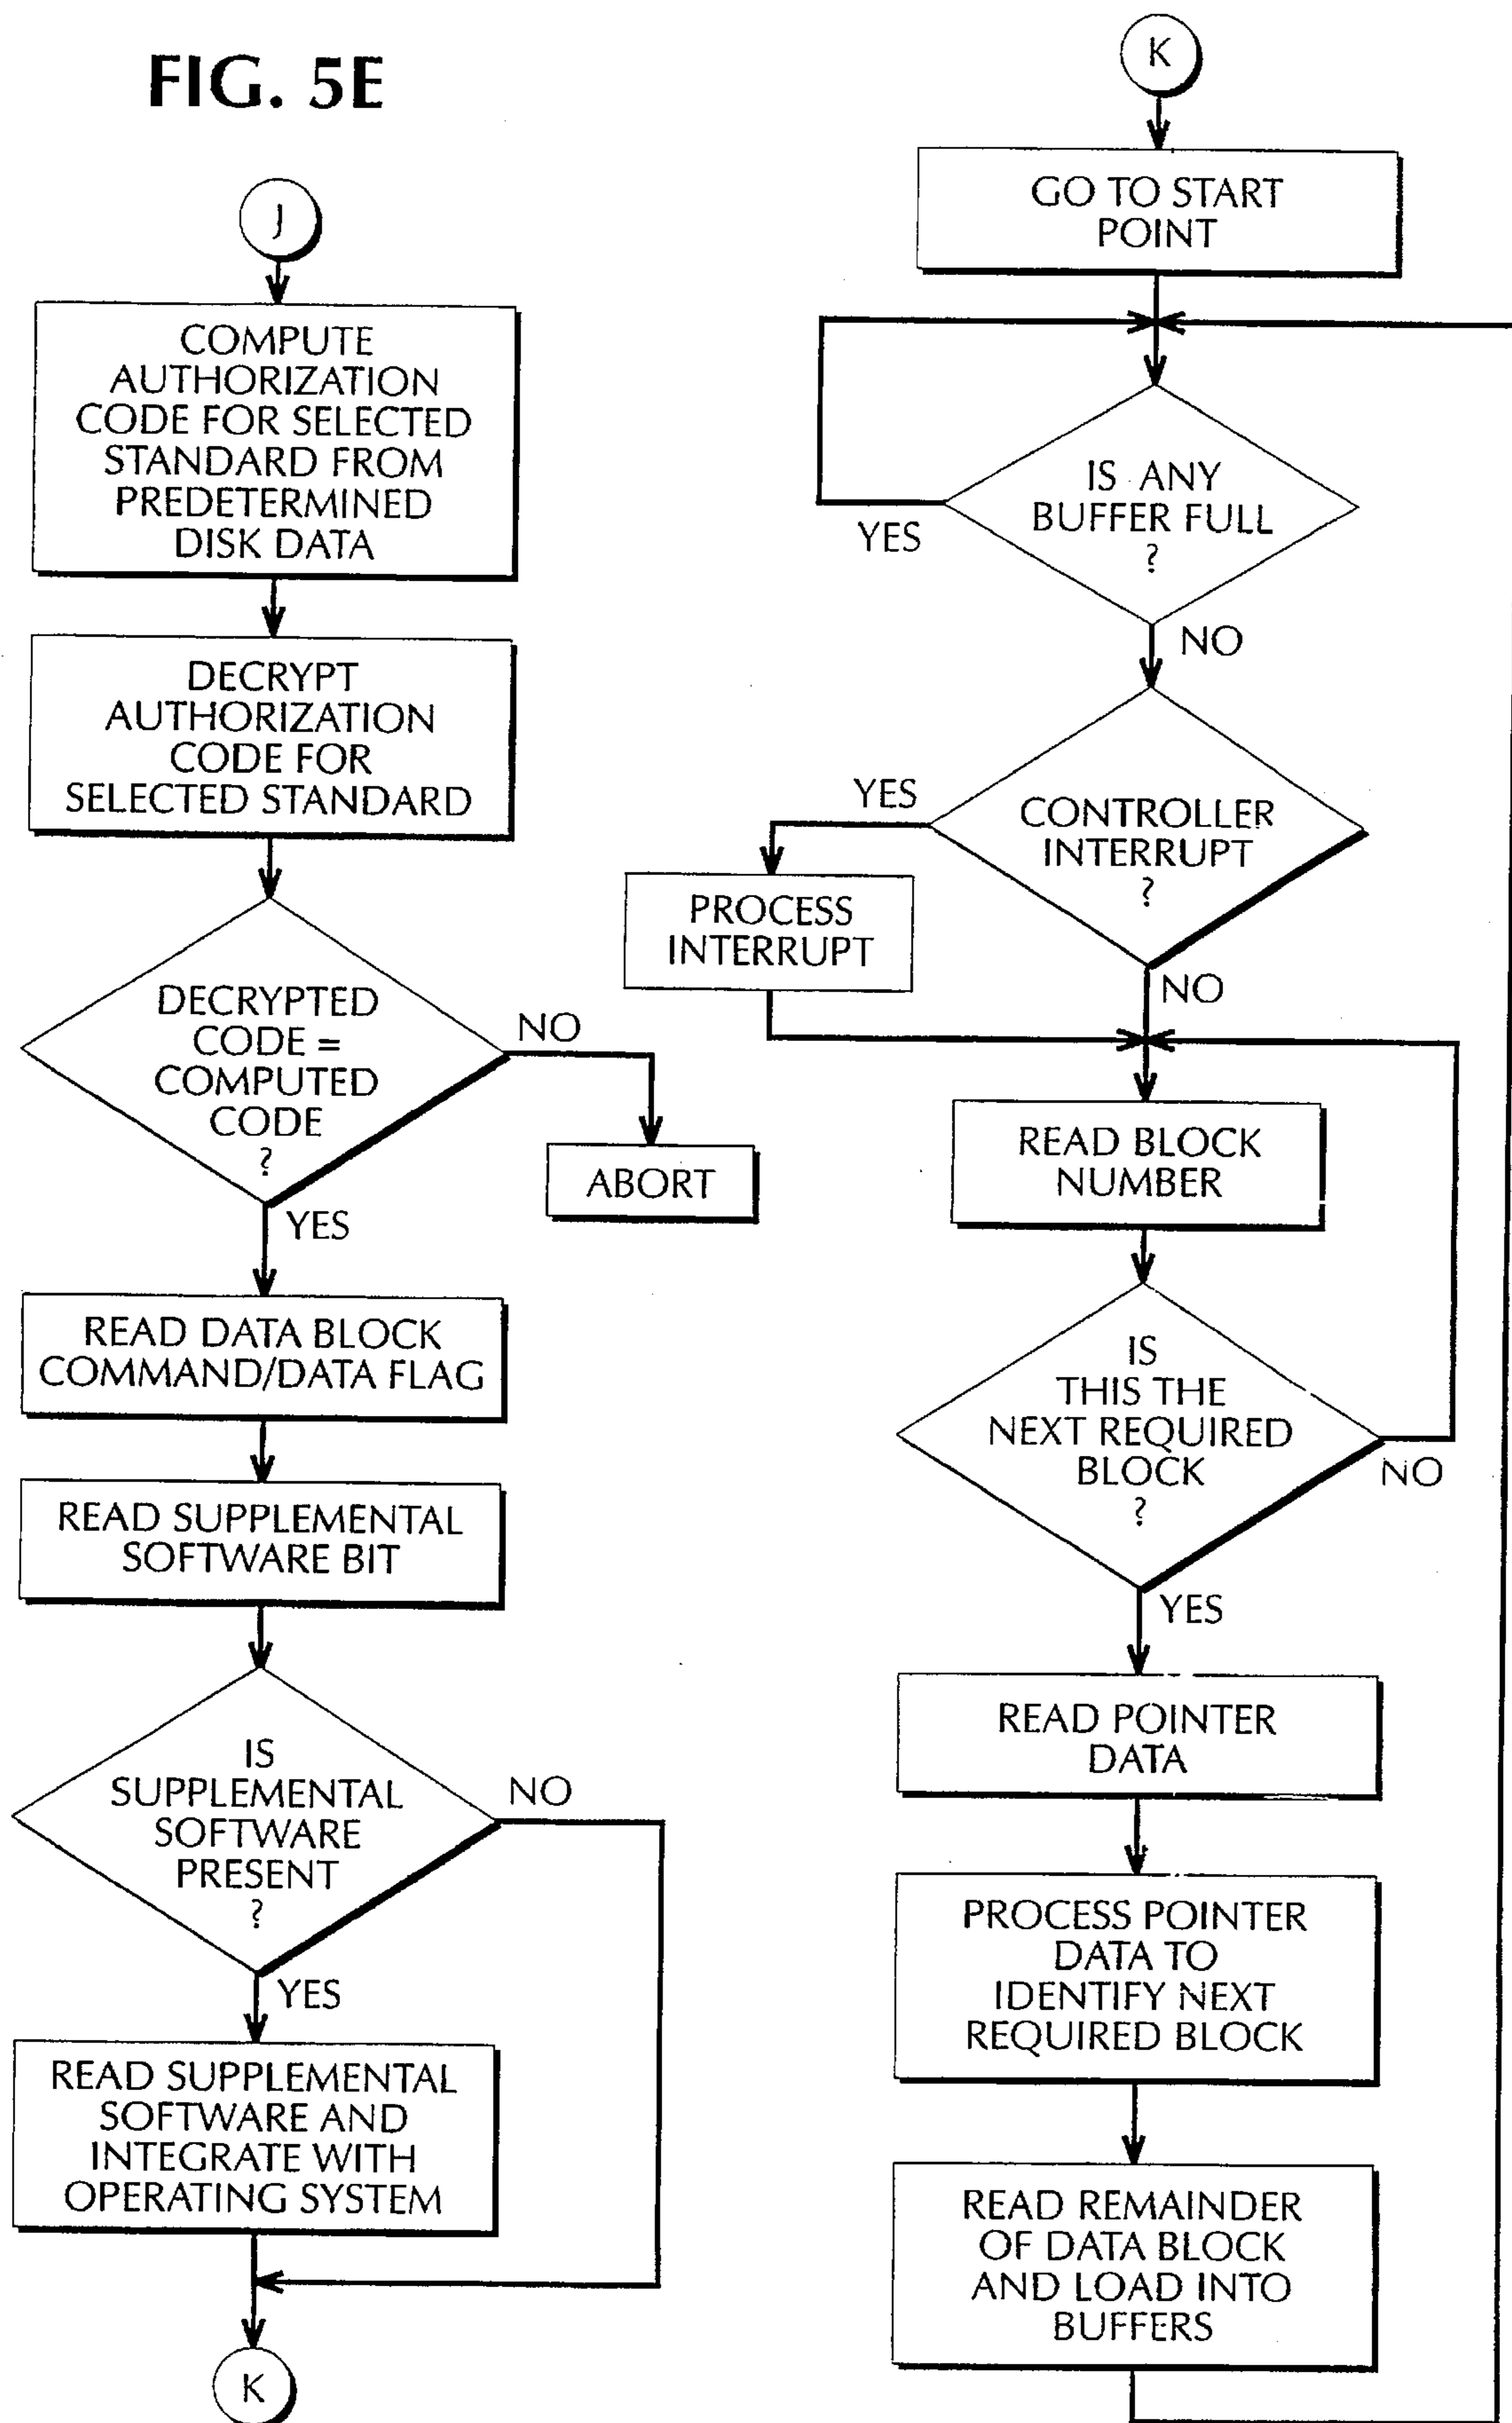 FIG. 5E
J
COMPUTE
AUTHORIZATION
CODE FOR SELECTED
STANDARD FROM
PREDETERMINED
DISK DATA
DECRYPT
AUTHORIZATION
CODE FOR
SELECTED STANDARD
DECRYPTED
CODE =
COMPUTED
CODE
?
NO
ABORT
YES
READ DATA BLOCK
COMMAND/DATA FLAG
READ SUPPLEMENTAL
SOFTWARE BIT
IS
SUPPLEMENTAL
SOFTWARE
PRESENT
?
NO
YES
READ SUPPLEMENTAL
SOFTWARE AND
INTEGRATE WITH
OPERATING SYSTEM
K
K
GO TO START
POINT
IS ANY
BUFFER FULL
?
YES
NO
CONTROLLER
INTERRUPT
?
YES
PROCESS
INTERRUPT
NO
READ BLOCK
NUMBER
IS
THIS THE
NEXT REQUIRED
BLOCK
?
NO
YES
READ POINTER
DATA
PROCESS POINTER
DATA TO
IDENTIFY NEXT
REQUIRED BLOCK
READ REMAINDER
OF DATA BLOCK
AND LOAD INTO
BUFFERS